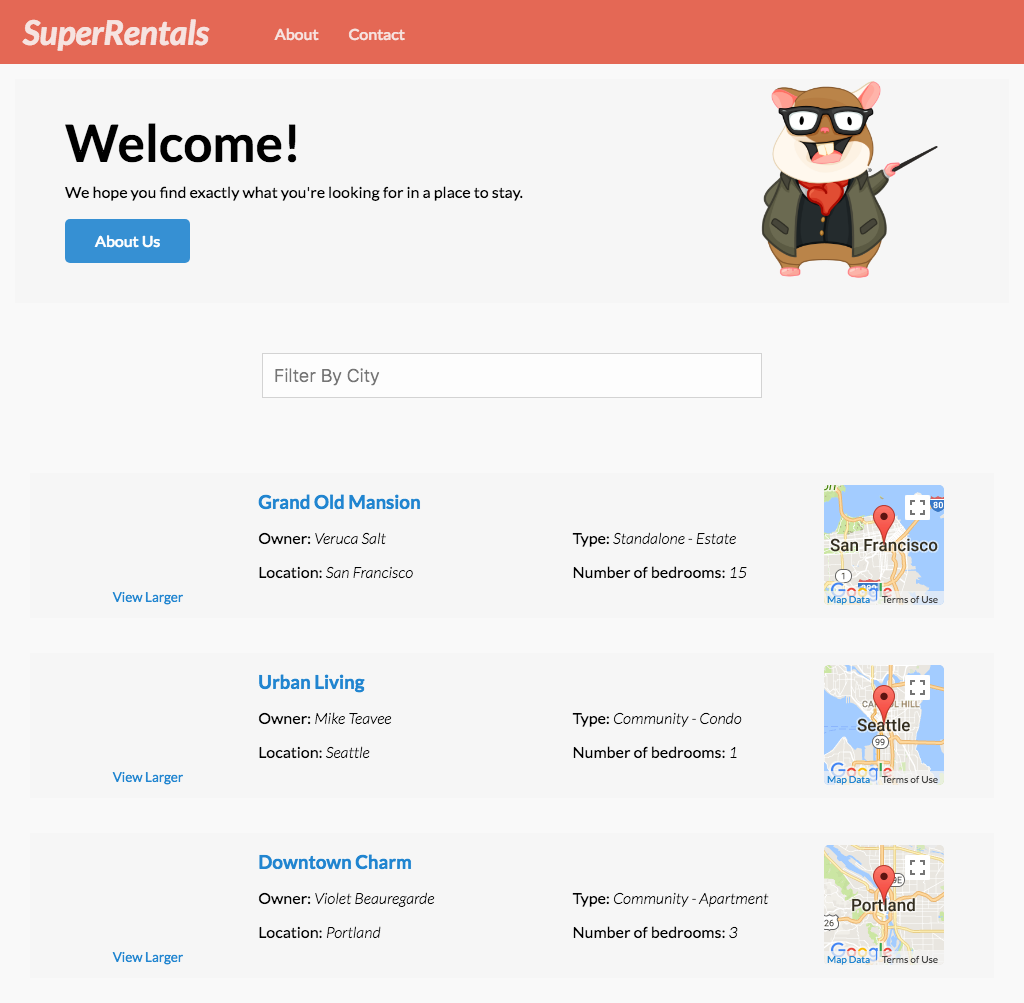 SuperRentals About Contact
Welcome!
We hope you find exactly what you're looking for in a place to stay.
About Us
Filter By City
Grand Old Mansion
Owner: Veruca Salt Type: Standalone - Estate
Location: San Francisco Number of bedrooms: 15
View Larger
80
San Francisco
1
Google
Map Data Terms of Use
Urban Living
Owner: Mike Teavee Type: Community - Condo
Location: Seattle Number of bedrooms: 1
View Larger
HILL
Seattle
99
Google
Map Data Terms of Use
Downtown Charm
Owner: Violet Beauregarde Type: Community - Apartment
Location: Portland Number of bedrooms: 3
View Larger
Portland
26
Google
Map Data Terms of Use